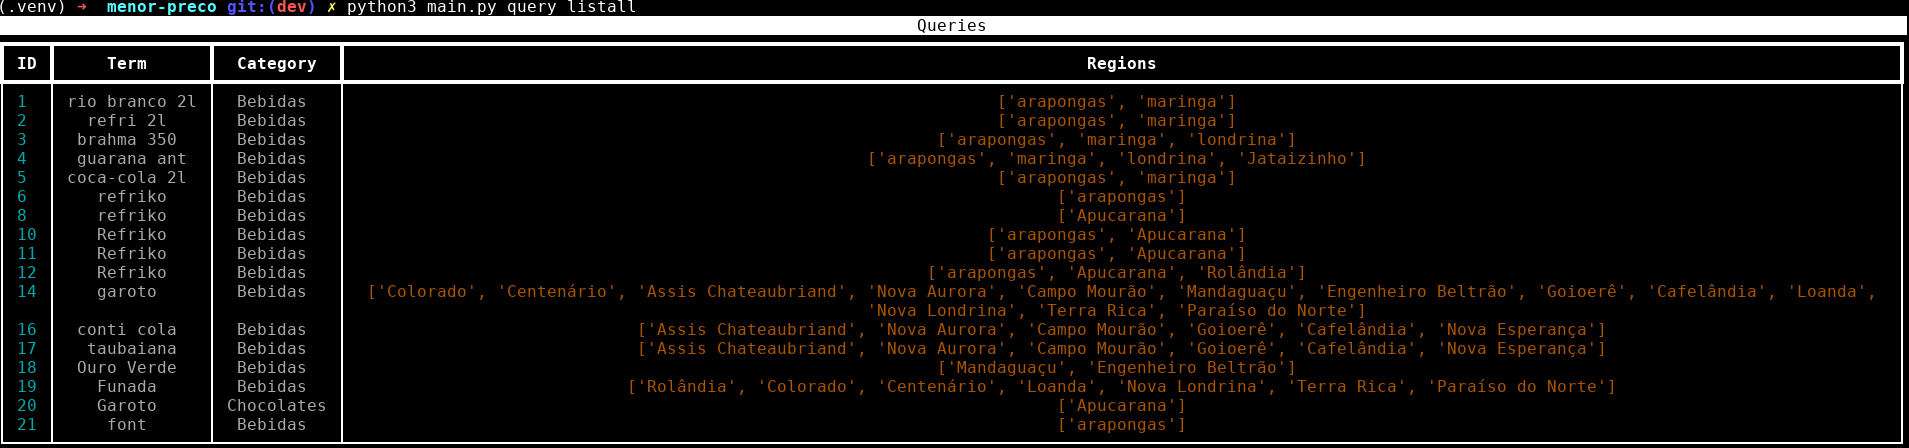 (.venv) ➜  menor-preco git:(dev) ✗ python3 main.py query listall
Queries
ID Term Category Regions
1 rio branco 2l Bebidas ['arapongas', 'maringa']
2 refri 2l Bebidas ['arapongas', 'maringa']
3 brahma 350 Bebidas ['arapongas', 'maringa', 'londrina']
4 guarana ant Bebidas ['arapongas', 'maringa', 'londrina', 'Jataizinho']
5 coca-cola 2l Bebidas ['arapongas', 'maringa']
6 refriko Bebidas ['arapongas']
8 refriko Bebidas ['Apucarana']
10 Refriko Bebidas ['arapongas', 'Apucarana']
11 Refriko Bebidas ['arapongas', 'Apucarana']
12 Refriko Bebidas ['arapongas', 'Apucarana', 'Rolândia']
14 garoto Bebidas ['Colorado', 'Centenário', 'Assis Chateaubriand', 'Nova Aurora', 'Campo Mourão', 'Mandaguaçu', 'Engenheiro Beltrão', 'Goioerê', 'Cafelândia', 'Loanda',
'Nova Londrina', 'Terra Rica', 'Paraíso do Norte']
16 conti cola Bebidas ['Assis Chateaubriand', 'Nova Aurora', 'Campo Mourão', 'Goioerê', 'Cafelândia', 'Nova Esperança']
17 taubaiana Bebidas ['Assis Chateaubriand', 'Nova Aurora', 'Campo Mourão', 'Goioerê', 'Cafelândia', 'Nova Esperança']
18 Ouro Verde Bebidas ['Mandaguaçu', 'Engenheiro Beltrão']
19 Funada Bebidas ['Rolândia', 'Colorado', 'Centenário', 'Loanda', 'Nova Londrina', 'Terra Rica', 'Paraíso do Norte']
20 Garoto Chocolates ['Apucarana']
21 font Bebidas ['arapongas']